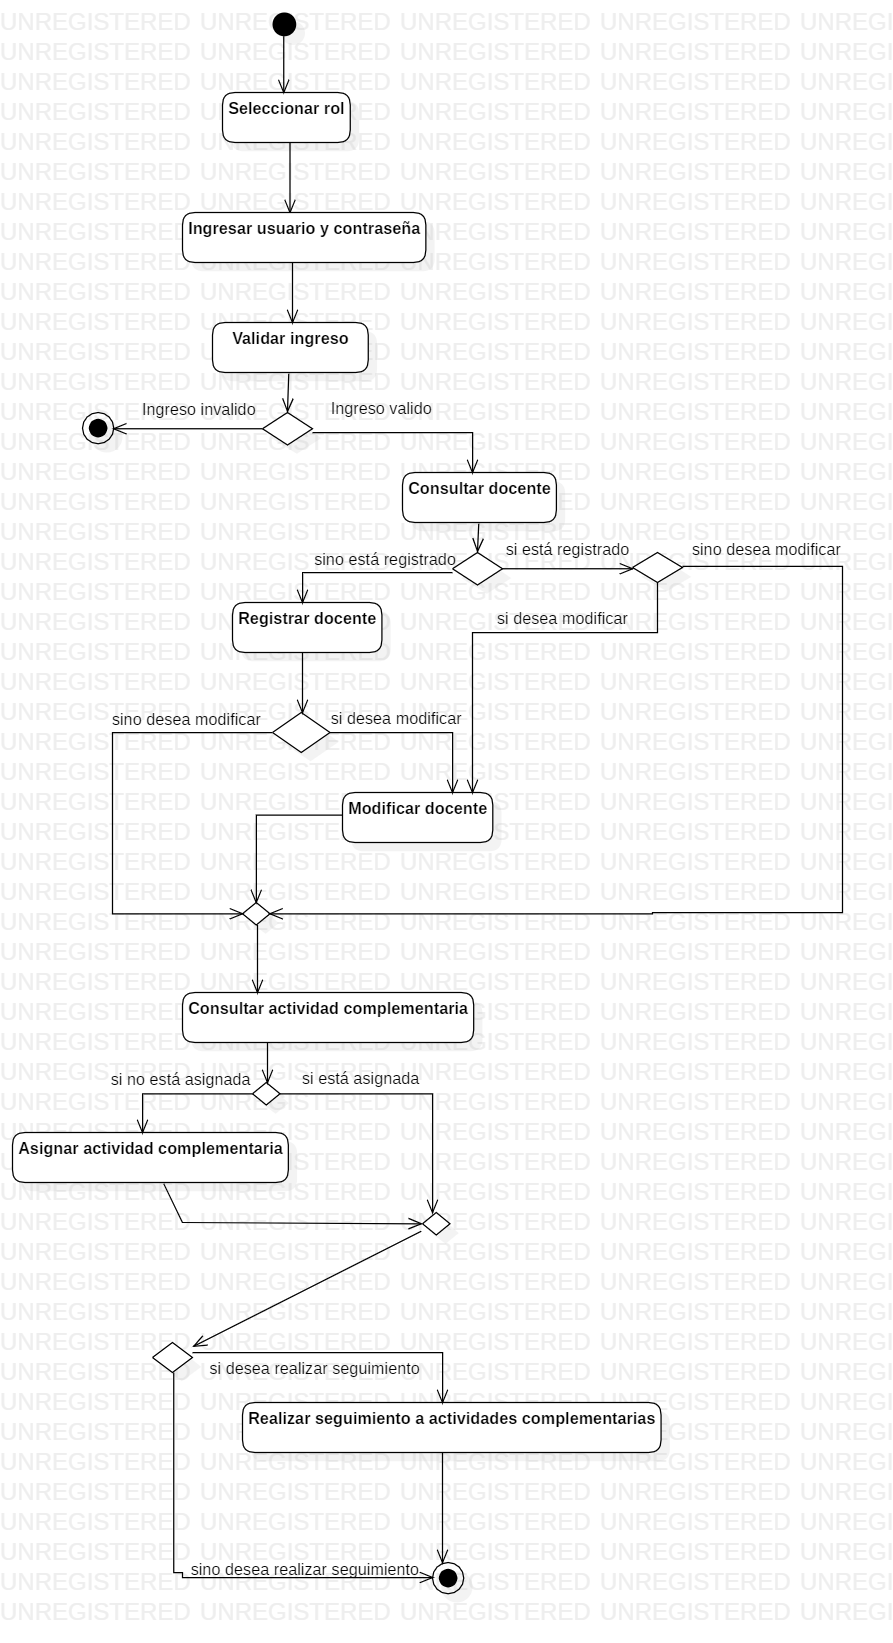 Seleccionar rol
Ingresar usuario y contraseña
Validar ingreso
Ingreso invalido
Ingreso valido
Consultar docente
sino está registrado
si está registrado
sino desea modificar
Registrar docente
si desea modificar
sino desea modificar
si desea modificar
Modificar docente
Consultar actividad complementaria
si no está asignada
si está asignada
Asignar actividad complementaria
si desea realizar seguimiento
Realizar seguimiento a actividades complementarias
sino desea realizar seguimiento
UNREGISTERED